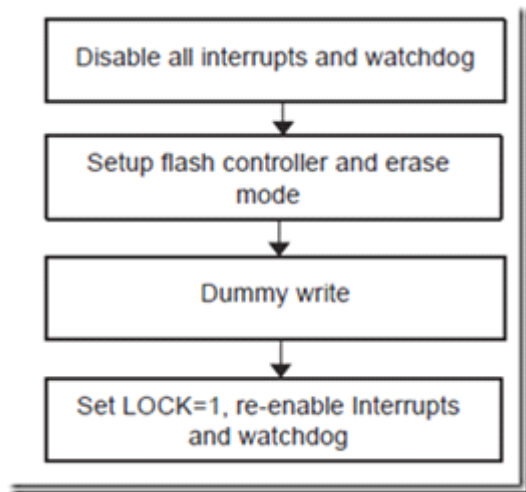 Disable all interrupts and watchdog
Setup flash controller and erase
mode
Dummy write
Set LOCK=1, re-enable Interrupts
and watchdog